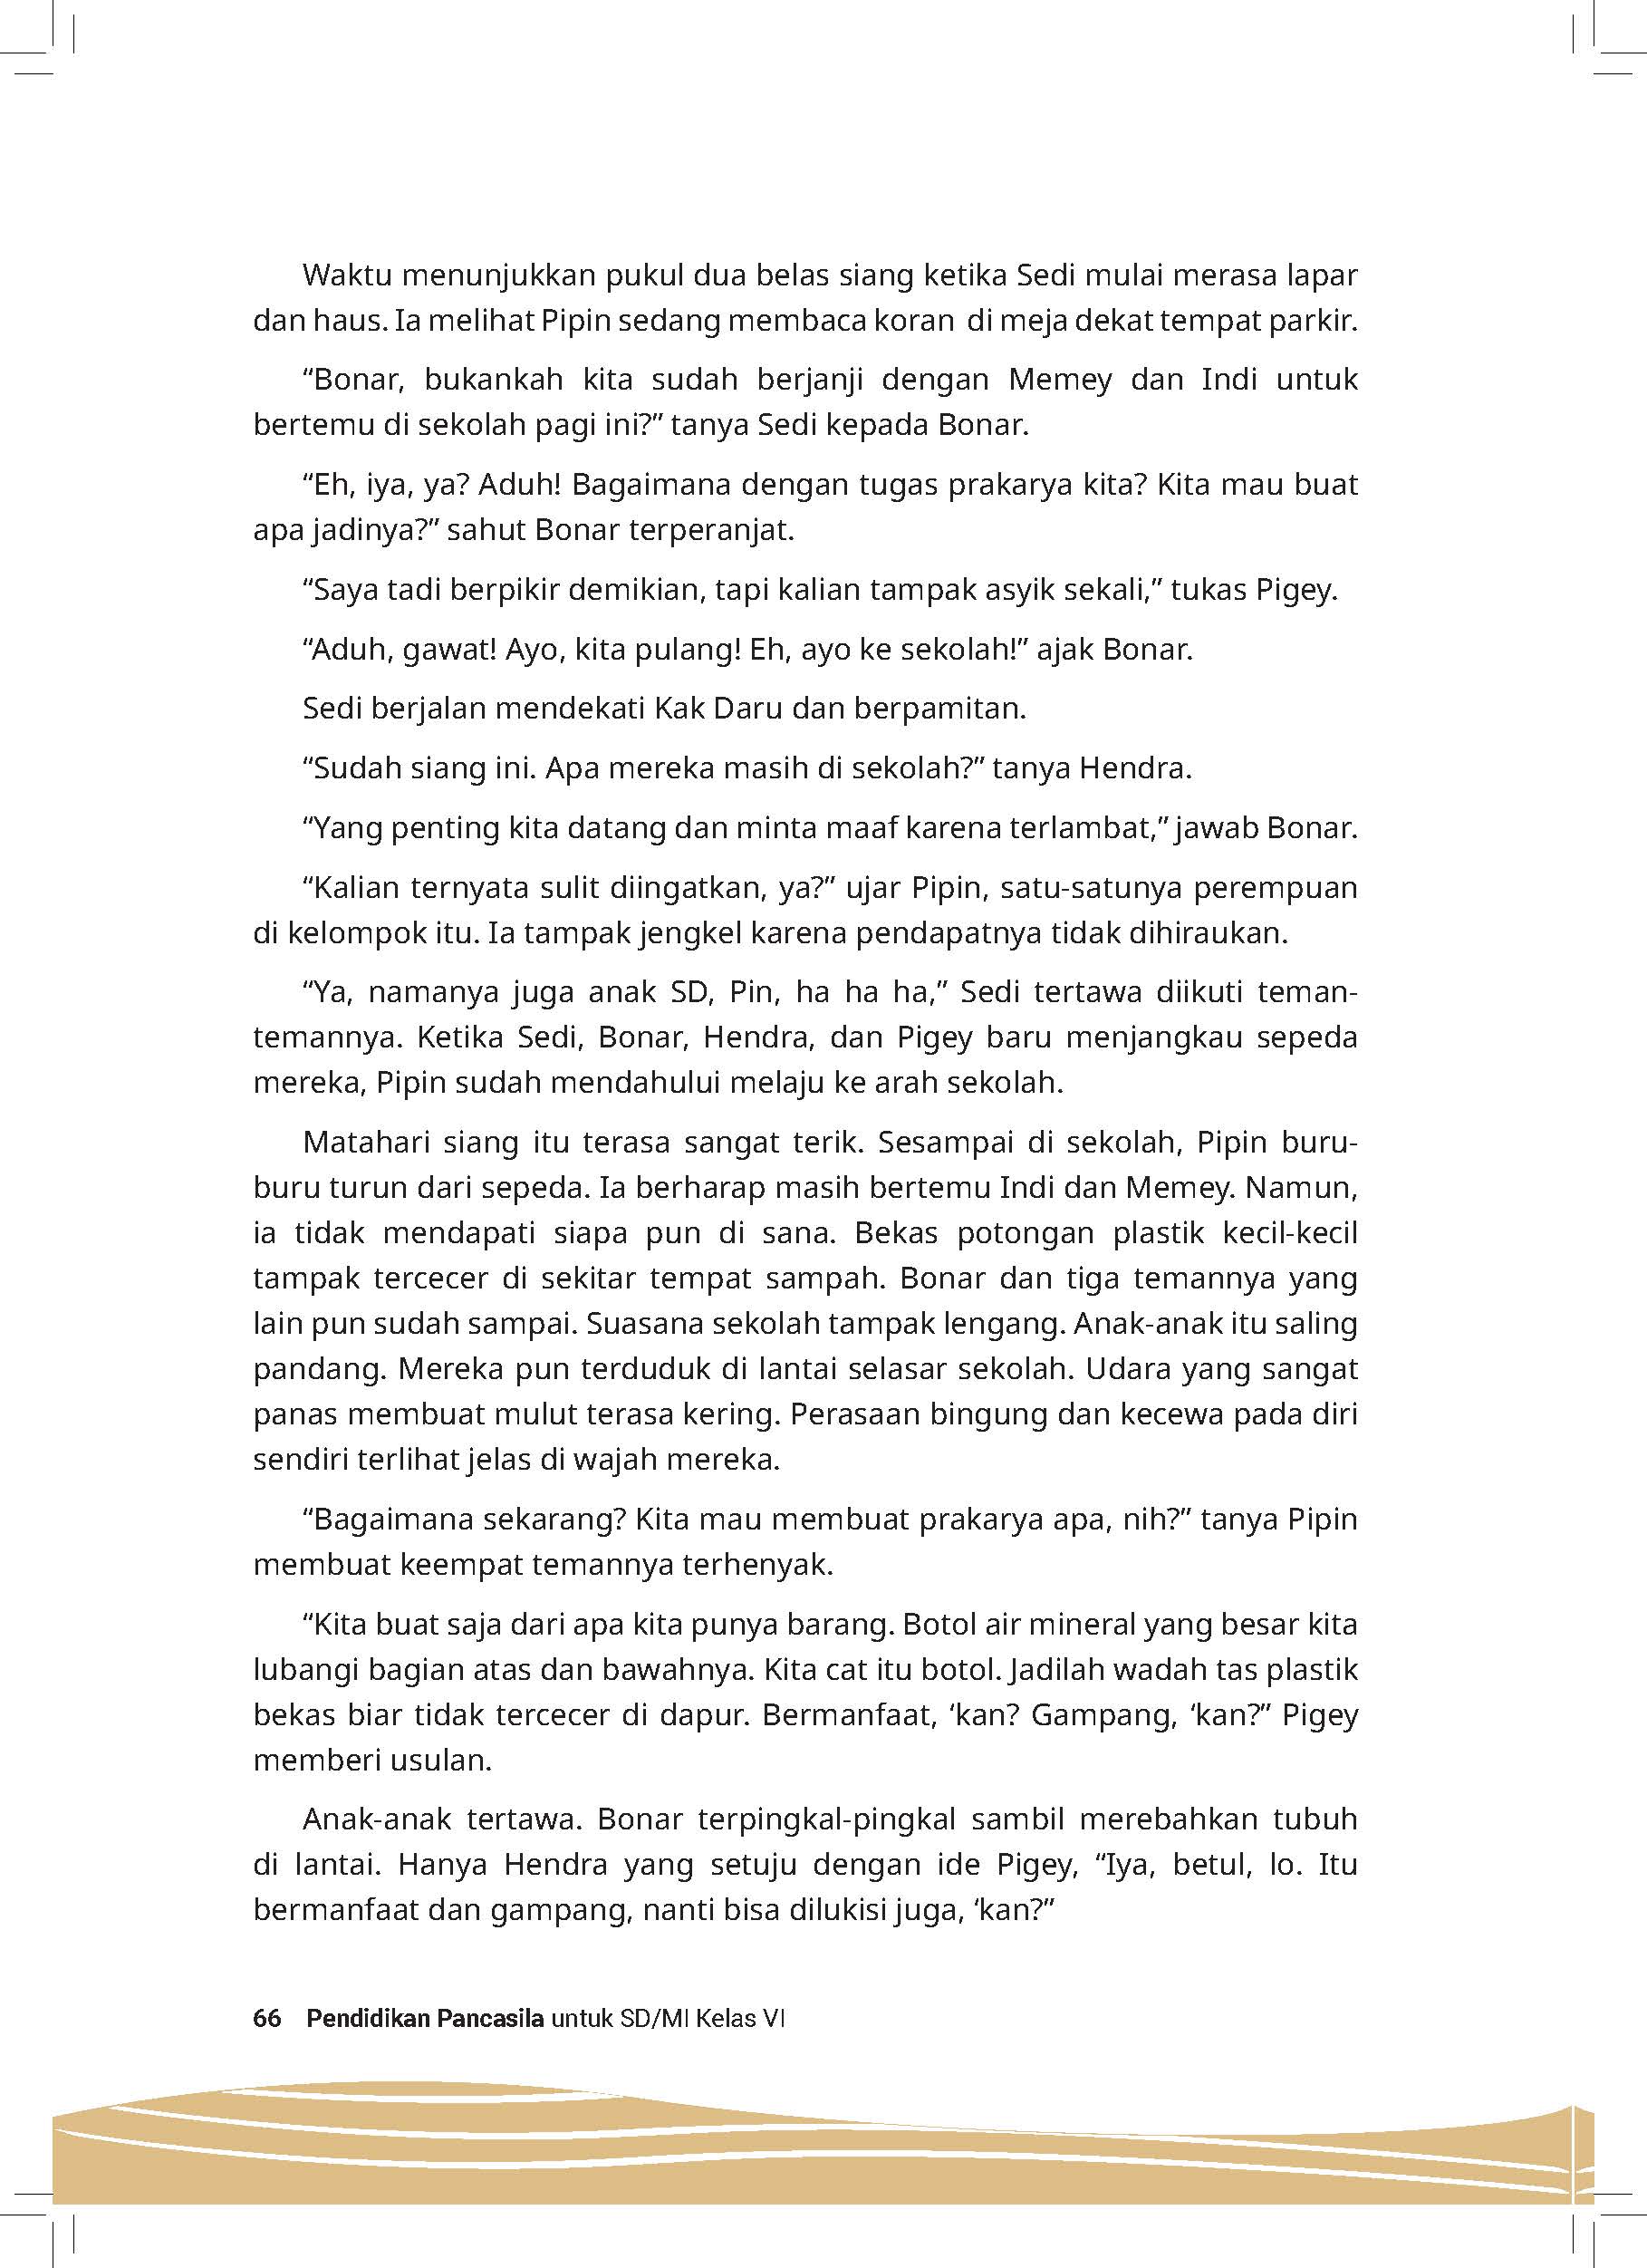 Waktu menunjukkan pukul dua belas siang ketika Sedi mulai merasa lapar
dan haus. Ia melihat Pipin sedang membaca koran di meja dekat tempat parkir.
“Bonar, bukankah kita sudah berjanji dengan Memey dan Indi untuk
bertemu di sekolah pagi ini?” tanya Sedi kepada Bonar.
“Eh, iya, ya? Aduh! Bagaimana dengan tugas prakarya kita? Kita mau buat
apa jadinya?” sahut Bonar terperanjat.
“Saya tadi berpikir demikian, tapi kalian tampak asyik sekali,” tukas Pigey.
“Aduh, gawat! Ayo, kita pulang! Eh, ayo ke sekolah!” ajak Bonar.
Sedi berjalan mendekati Kak Daru dan berpamitan.
“Sudah siang ini. Apa mereka masih di sekolah?” tanya Hendra.
“Yang penting kita datang dan minta maaf karena terlambat,” jawab Bonar.
“Kalian ternyata sulit diingatkan, ya?” ujar Pipin, satu-satunya perempuan
di kelompok itu. Ia tampak jengkel karena pendapatnya tidak dihiraukan.
“Ya, namanya juga anak SD, Pin, ha ha ha,” Sedi tertawa diikuti teman-
temannya. Ketika Sedi, Bonar, Hendra, dan Pigey baru menjangkau sepeda
mereka, Pipin sudah mendahului melaju ke arah sekolah.
Matahari siang itu terasa sangat terik. Sesampai di sekolah, Pipin buru-
buru turun dari sepeda. Ia berharap masih bertemu Indi dan Memey. Namun,
ia tidak mendapati siapa pun di sana. Bekas potongan plastik kecil-kecil
tampak tercecer di sekitar tempat sampah. Bonar dan tiga temannya yang
lain pun sudah sampai. Suasana sekolah tampak lengang. Anak-anak itu saling
pandang. Mereka pun terduduk di lantai selasar sekolah. Udara yang sangat
panas membuat mulut terasa kering. Perasaan bingung dan kecewa pada diri
sendiri terlihat jelas di wajah mereka.
“Bagaimana sekarang? Kita mau membuat prakarya apa, nih?” tanya Pipin
membuat keempat temannya terhenyak.
“Kita buat saja dari apa kita punya barang. Botol air mineral yang besar kita
lubangi bagian atas dan bawahnya. Kita cat itu botol. Jadilah wadah tas plastik
bekas biar tidak tercecer di dapur. Bermanfaat, ‘kan? Gampang, ‘kan?” Pigey
memberi usulan.
Anak-anak tertawa. Bonar terpingkal-pingkal sambil merebahkan tubuh
di lantai. Hanya Hendra yang setuju dengan ide Pigey, “Iya, betul, lo. Itu
bermanfaat dan gampang, nanti bisa dilukisi juga, ‘kan?”
66 Pendidikan Pancasila untuk SD/MI Kelas VI